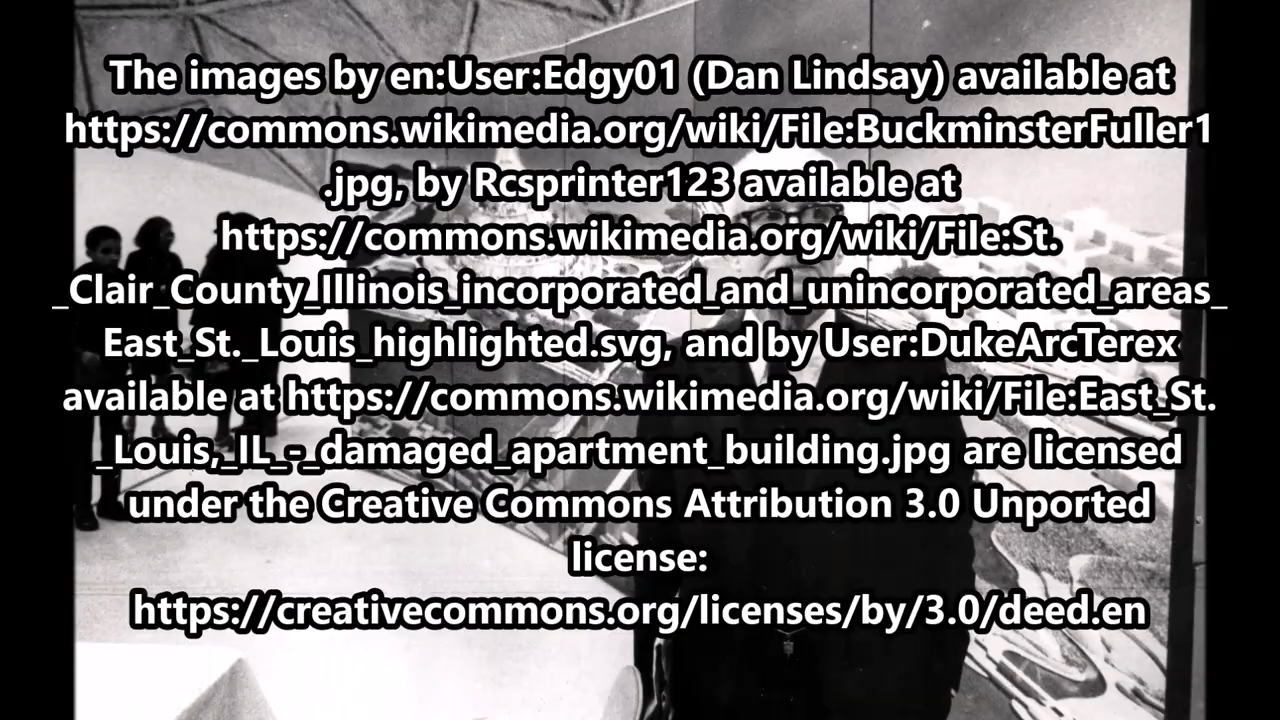 The images by en:User:Edgy01 (Dan Lindsay) available at
https://commons.wikimedia.org/wiki/File:BuckminsterFuller1
.jpg, by Rcsprinter123 available at
https://commons.wikimedia.org/wiki/File:St.
_Clair_County_Illinois_incorporated_and_unincorporated_areas_
East_St._Louis_highlighted.svg, and by User:DukeArcTerex
available at https://commons.wikimedia.org/wiki/File:East_St.
_Louis,_IL_-_damaged_apartment_building.jpg are licensed
under the Creative Commons Attribution 3.0 Unported
license:
https://creativecommons.org/licenses/by/3.0/deed.en